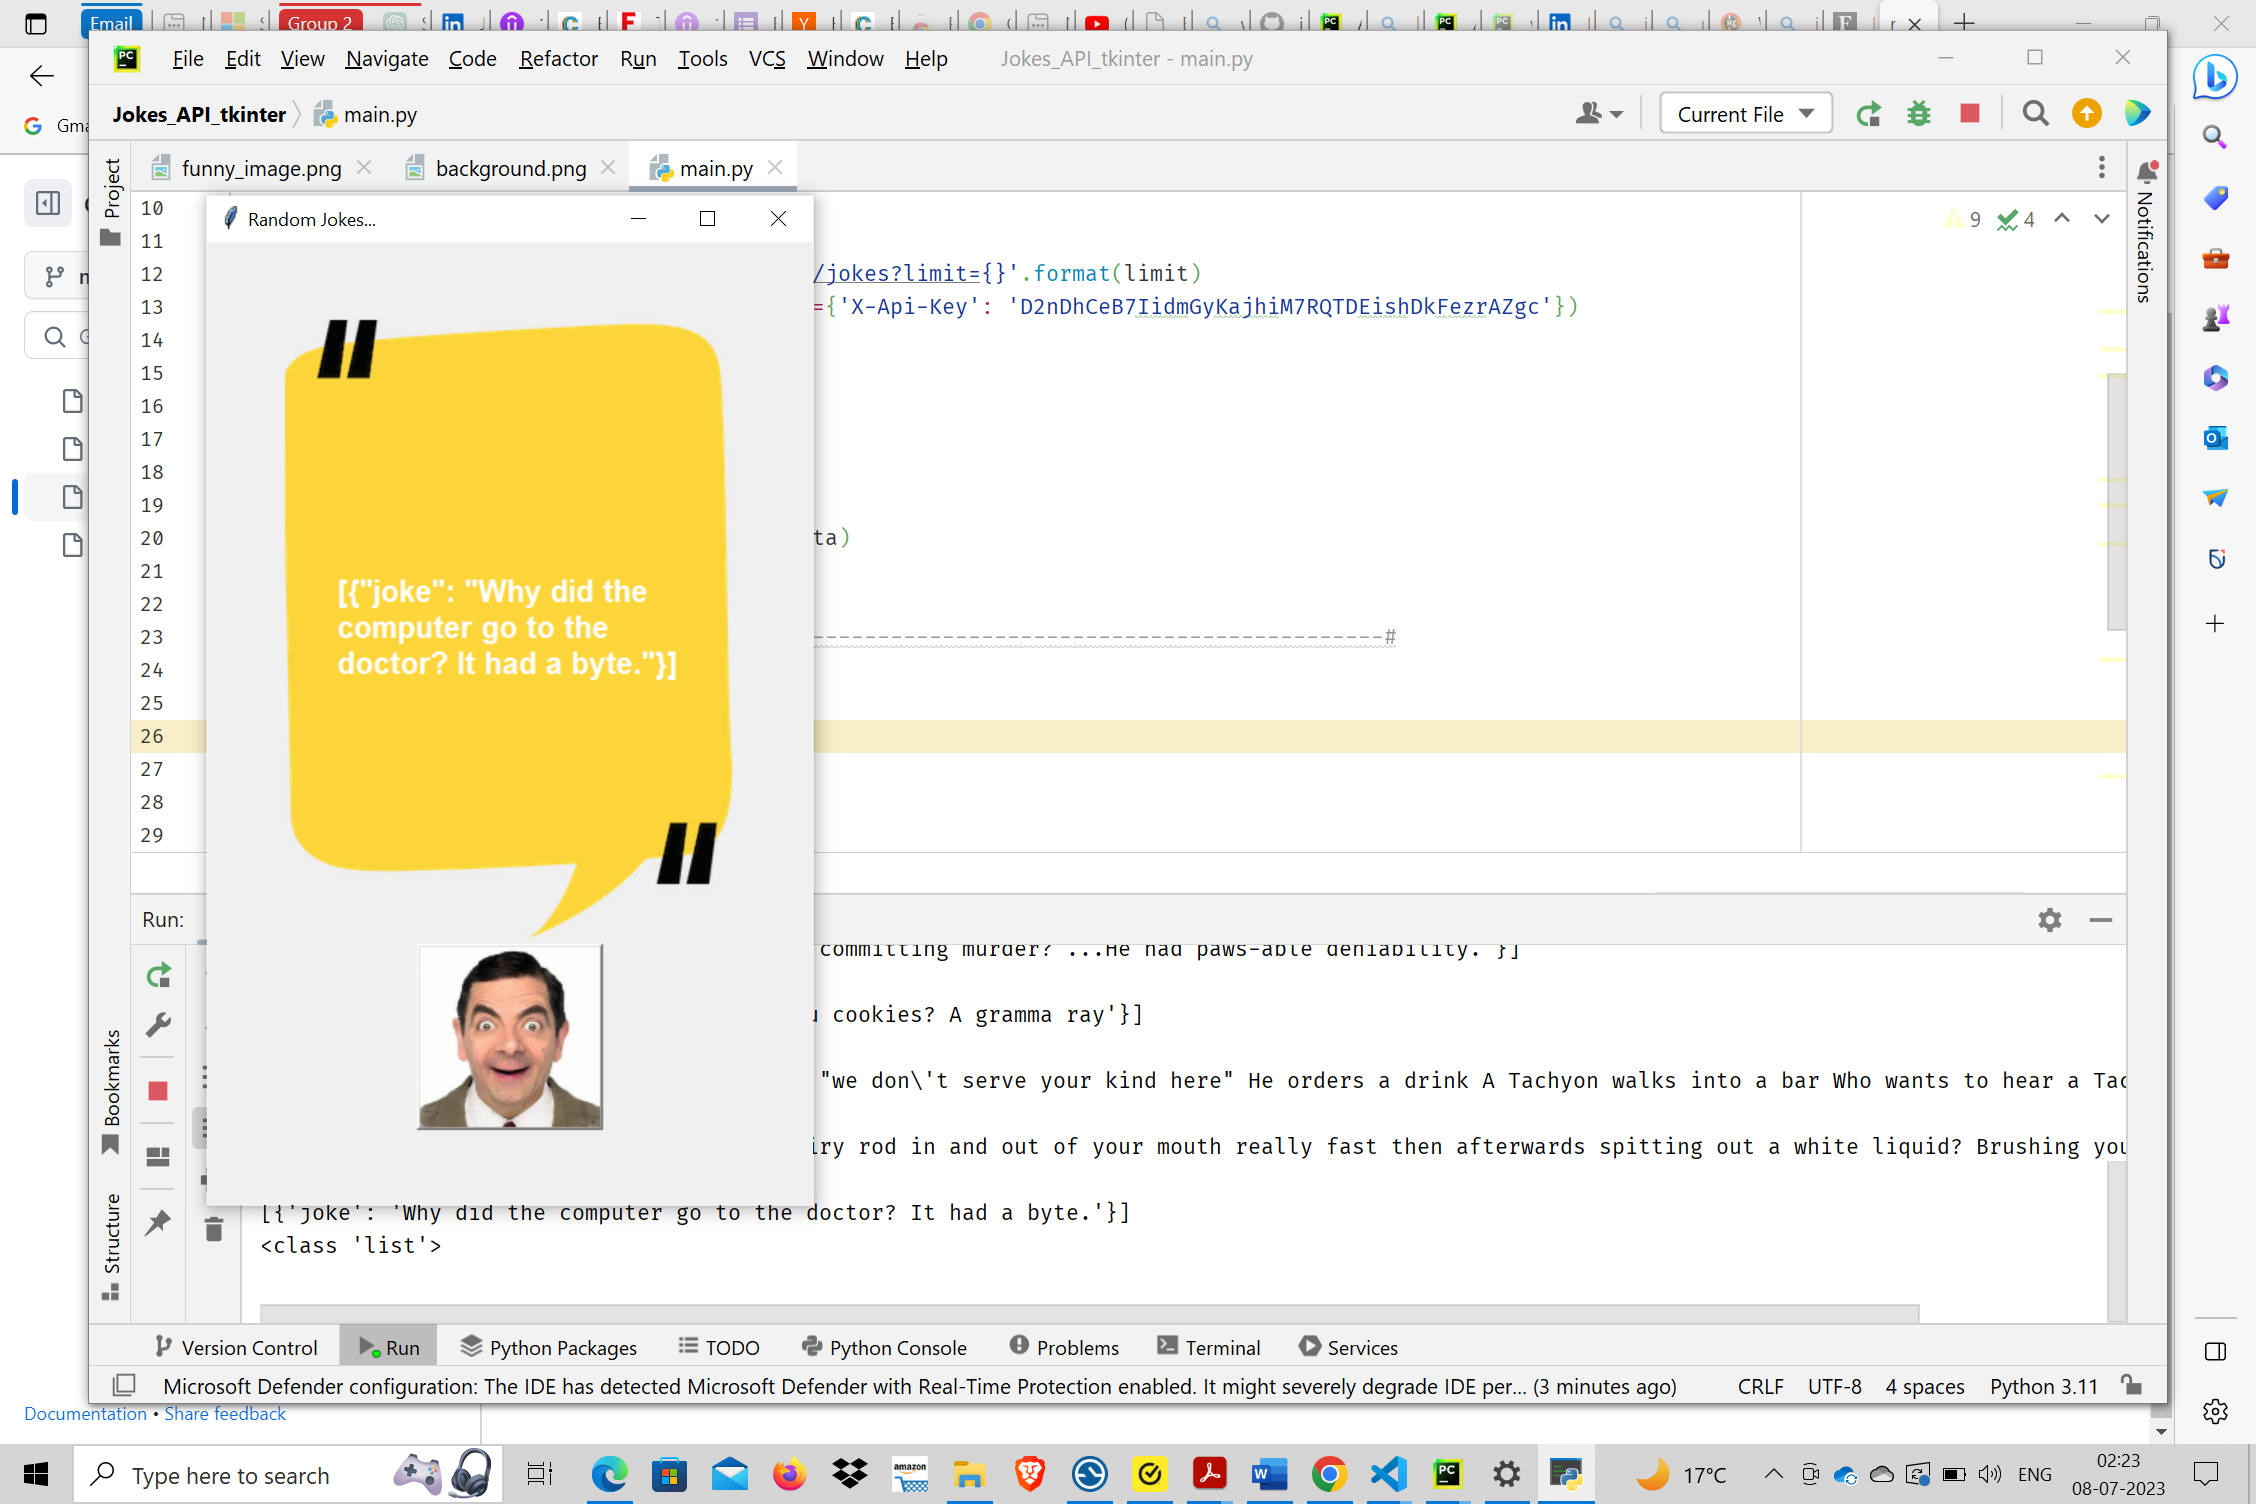 Email
Group 2
File Edit View Navigate Code Refactor Run Tools VCS Window Help Jokes_API_tkinter - main.py
Jokes_API_tkinter main.py
Current File
Project
funny_image.png background.png main.py
Notifications
Random Jokes...
9 4
10
11
12 /jokes?limit={}'.format(limit)
13 ={'X-Api-Key': 'D2nDhCeB7IidmGyKajhiM7RQTDEishDkFezrAZgc'})
14
15
16
17
18
19
20 ta)
21
22
23 ---------------------------------------------#
24
25
26
27
28
29
[{"joke": "Why did the
computer go to the
doctor? It had a byte."}]
Run:
committing murder? ...He had paws-able deniability. }]
cookies? A gramma ray'}]
"we don\'t serve your kind here" He orders a drink A Tachyon walks into a bar Who wants to hear a Tac
iry rod in and out of your mouth really fast then afterwards spitting out a white liquid? Brushing you
[{'joke': 'Why did the computer go to the doctor? It had a byte.'}]
<class 'list'>
Bookmarks
Structure
Version Control Run Python Packages TODO Python Console Problems Terminal Services
Microsoft Defender configuration: The IDE has detected Microsoft Defender with Real-Time Protection enabled. It might severely degrade IDE per... (3 minutes ago) CRLF UTF-8 4 spaces Python 3.11
Documentation • Share feedback
Type here to search
amazon
17°C ENG 02:23
08-07-2023